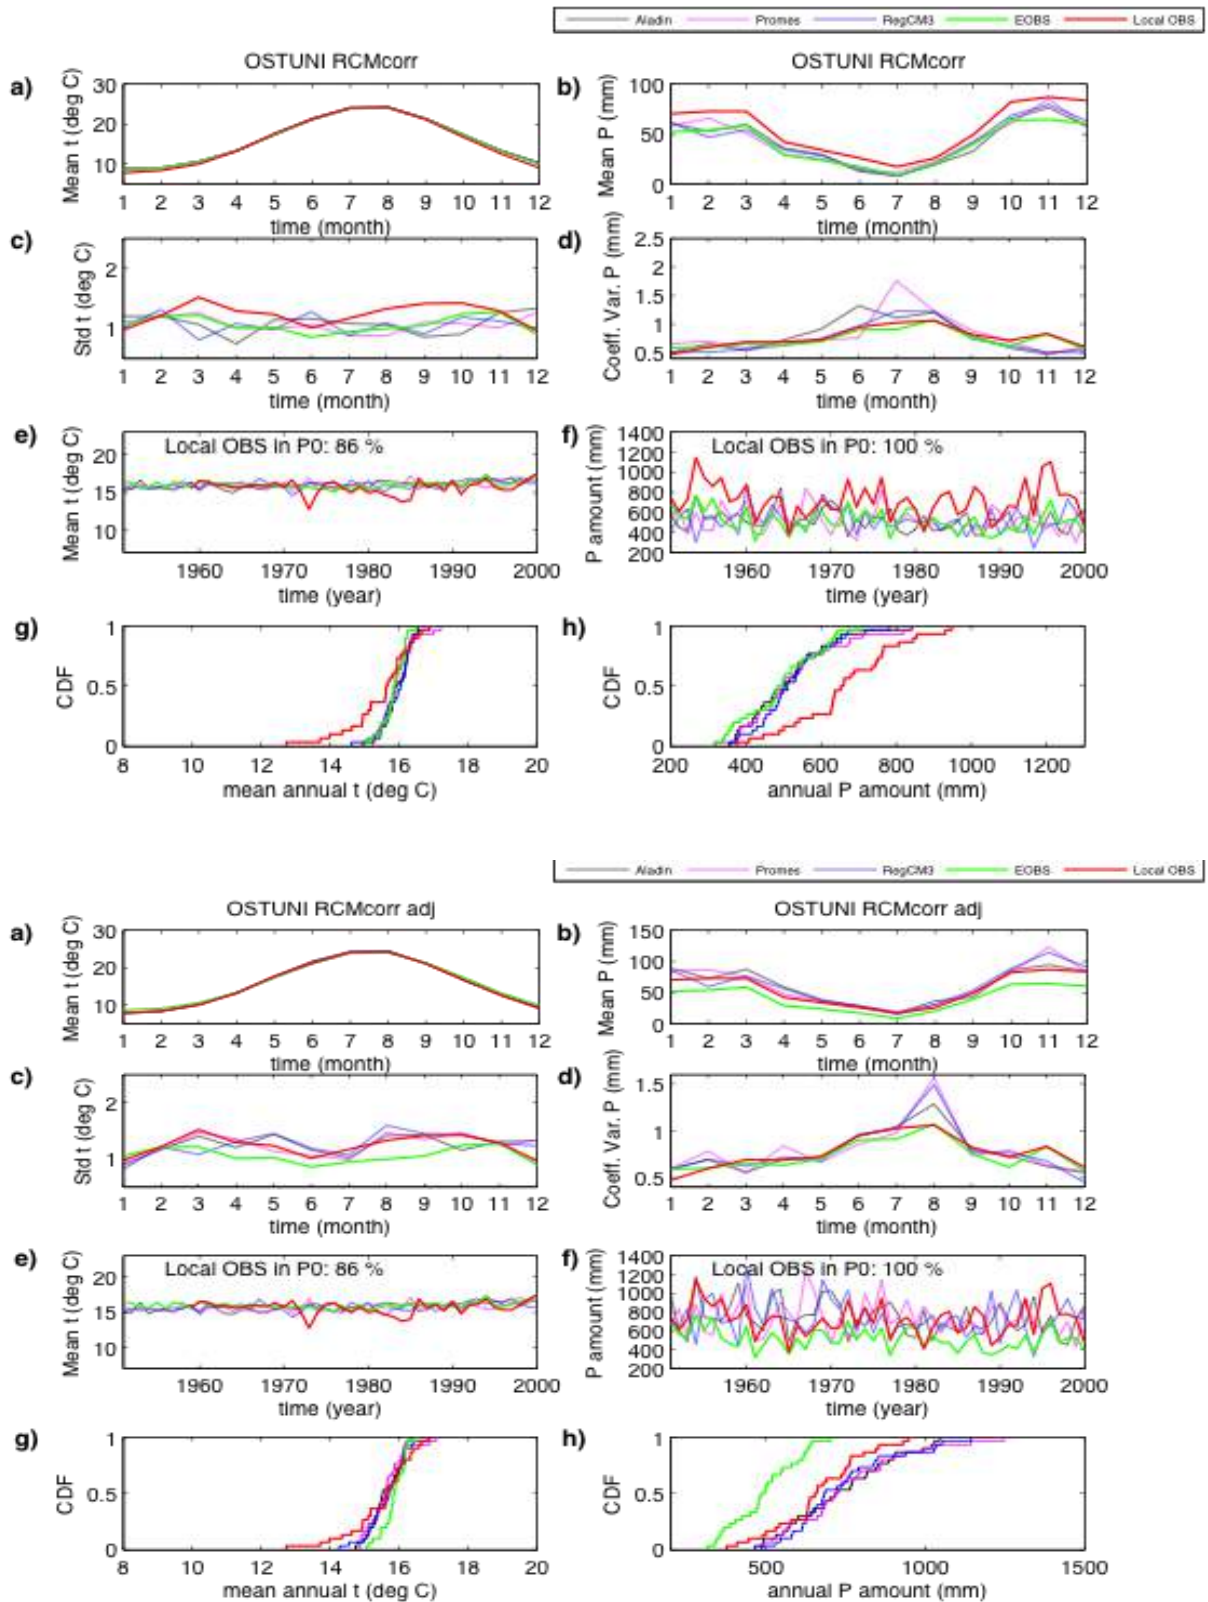 Aladin Promes RegCM3 EOBS Local OBS
OSTUNI RCMcorr OSTUNI RCMcorr
a) b)
Mean t (deg C) Mean P (mm)
30 20 10
100 50 0
1 2 3 4 5 6 7 8 9 10 11 12
1 2 3 4 5 6 7 8 9 10 11 12
time (month) time (month)
c) d)
Std t (deg C) Coeff. Var. P (mm)
2 1
2.5 1.5 1 0.5
1 2 3 4 5 6 7 8 9 10 11 12
1 2 3 4 5 6 7 8 9 10 11 12
time (month) time (month)
e) f)
Local OBS in P0: 86 % Local OBS in P0: 100 %
Mean t (deg C) P amount (mm)
20 15 10
1400 1200 1000 800 600 400 200
1960 1970 1980 1990 2000
1960 1970 1980 1990 2000
time (year) time (year)
g) h)
CDF CDF
1 0.5 0
1 0.5 0
8 10 12 14 16 18 20
200 400 600 800 1000 1200
mean annual t (deg C) annual P amount (mm)
Aladin Promes RegCM3 EOBS Local OBS
OSTUNI RCMcorr adj OSTUNI RCMcorr adj
a) b)
Mean t (deg C) Mean P (mm)
30 20 10
150 100 50 0
1 2 3 4 5 6 7 8 9 10 11 12
1 2 3 4 5 6 7 8 9 10 11 12
time (month) time (month)
c) d)
Std t (deg C) Coeff. Var. P (mm)
2 1
1.5 1 0.5
1 2 3 4 5 6 7 8 9 10 11 12
1 2 3 4 5 6 7 8 9 10 11 12
time (month) time (month)
e) f)
Local OBS in P0: 86 % Local OBS in P0: 100 %
Mean t (deg C) P amount (mm)
20 15 10
1400 1200 1000 800 600 400 200
1960 1970 1980 1990 2000
1960 1970 1980 1990 2000
time (year) time (year)
g) h)
CDF CDF
1 0.5 0
1 0.5 0
8 10 12 14 16 18 20
500 1000 1500
mean annual t (deg C) annual P amount (mm)